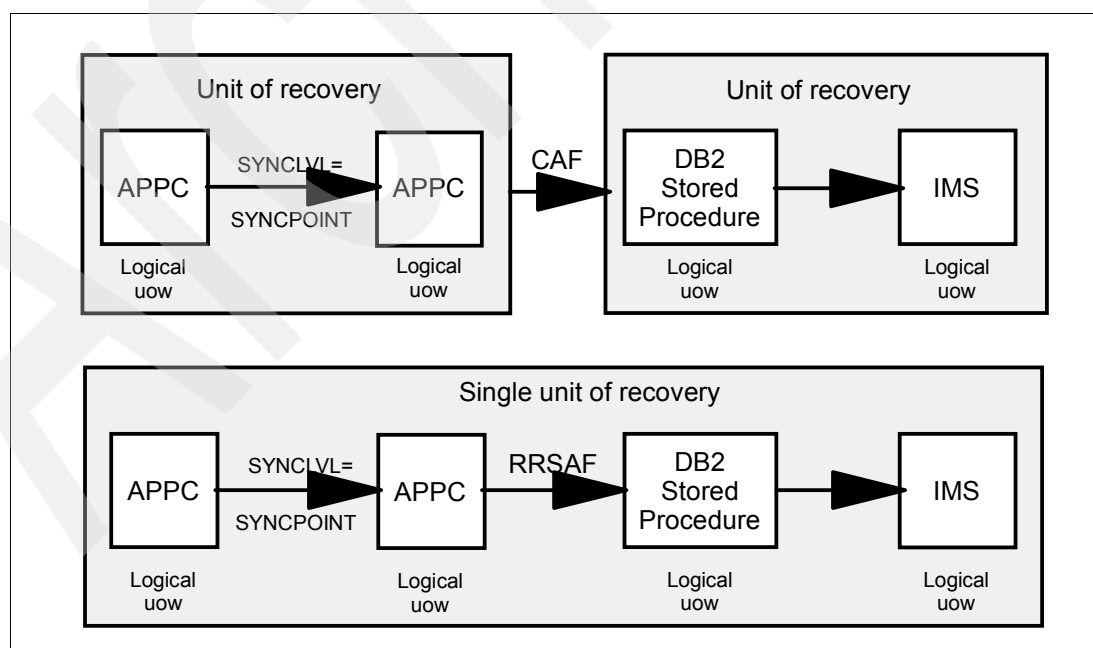 Unit of recovery
Unit of recovery
APPC
SYNCLVL=
SYNCPOINT
APPC
CAF
DB2
Stored
Procedure
IMS
Logical
uow
Logical
uow
Logical
uow
Logical
uow
Single unit of recovery
APPC
SYNCLVL=
SYNCPOINT
APPC
RRSAF
DB2
Stored
Procedure
IMS
Logical
uow
Logical
uow
Logical
uow
Logical
uow